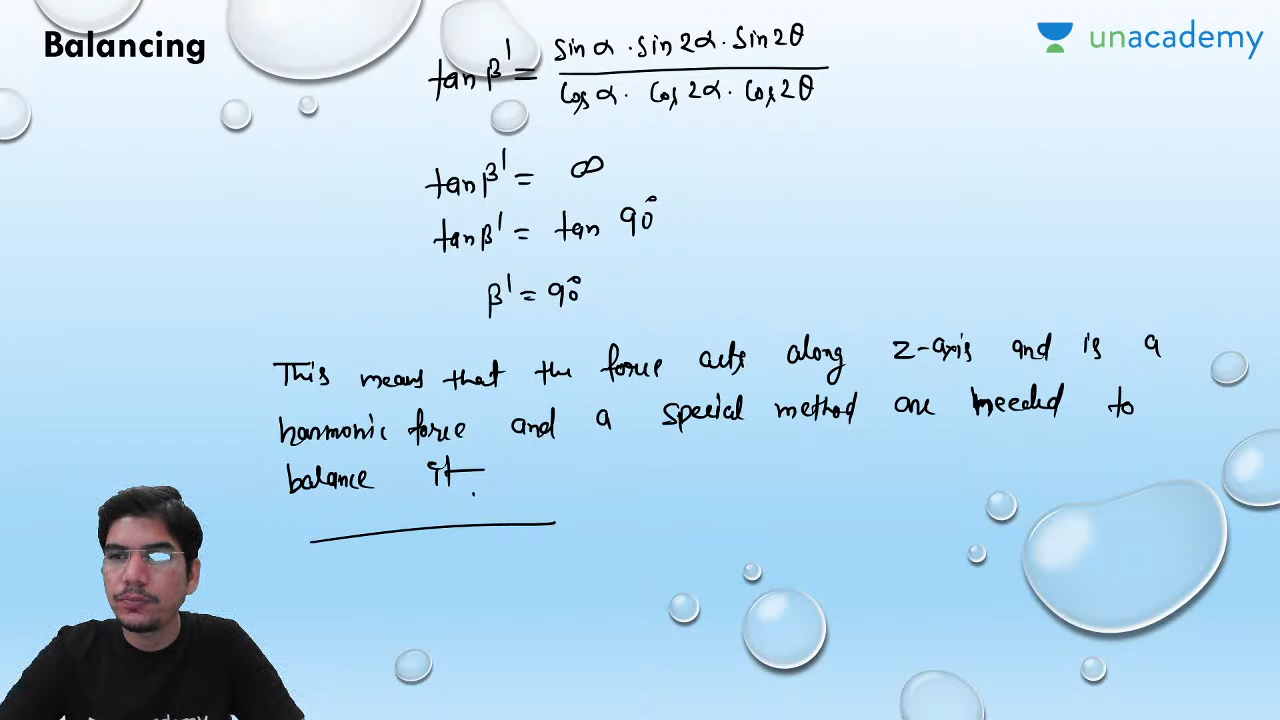 Balancing
unacademy
tan β' = sin α · sin 2α · sin 2θ
cos α · cos 2α · cos 2θ
tan β' = ∞
tan β' = tan 90°
β' = 90°
This means that the force acts along z-axis and is a
harmonic force and a special method are needed to
balance it.